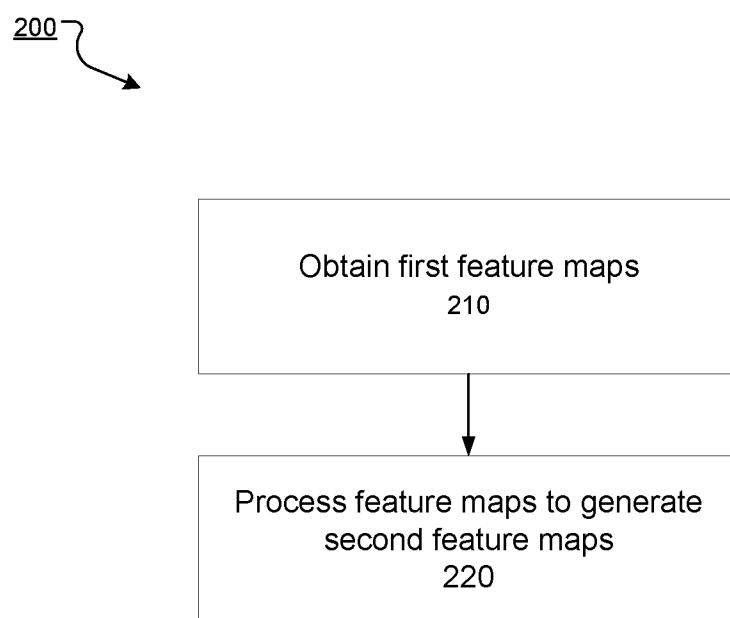 200
Obtain first feature maps
210
Process feature maps to generate
second feature maps
220